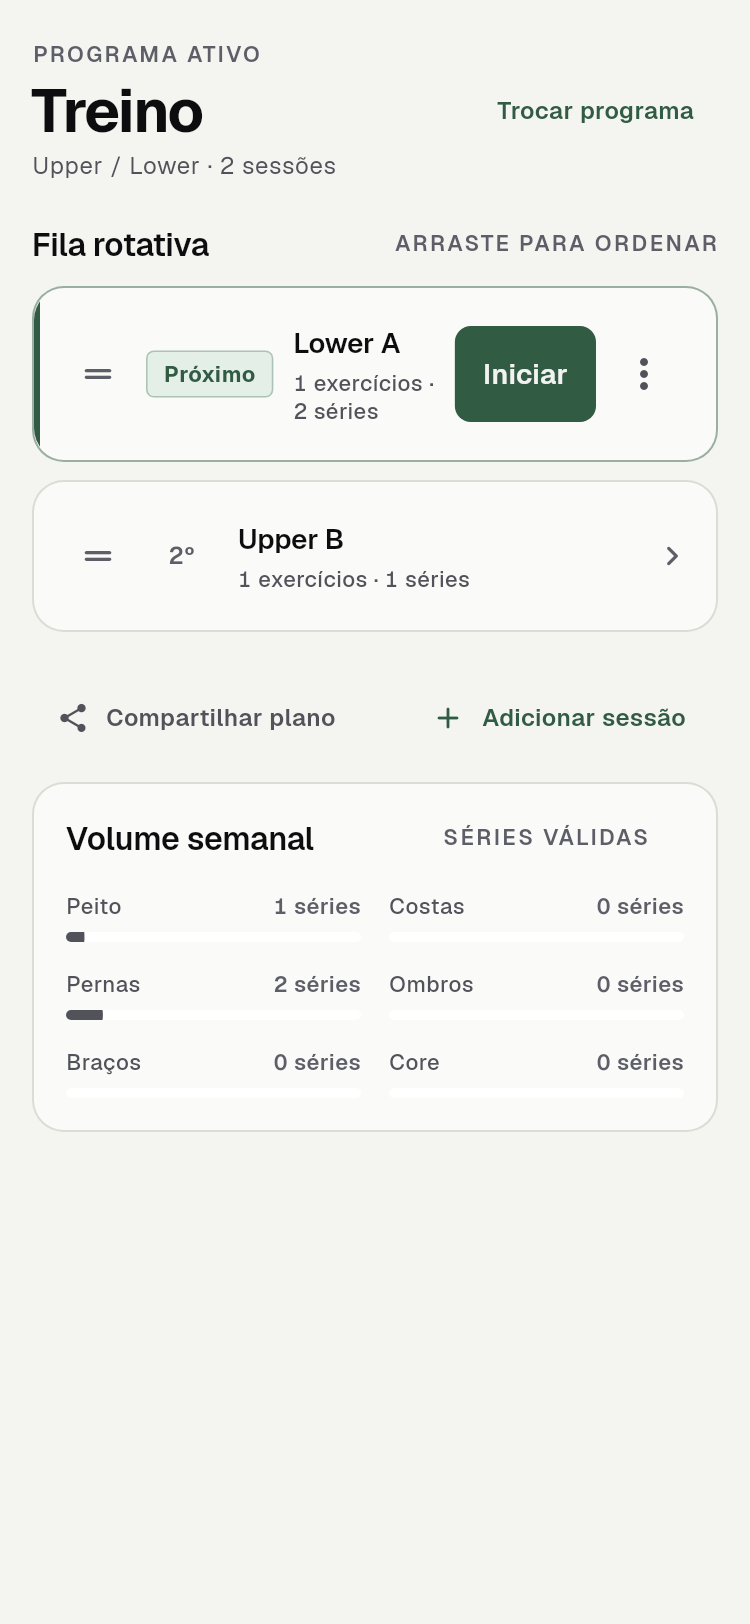 PROGRAMA ATIVO
Treino
Trocar programa
Upper / Lower · 2 sessões
Fila rotativa
ARRASTE PARA ORDENAR
Próximo
Lower A
1 exercícios ·
2 séries
Iniciar
2º
Upper B
1 exercícios · 1 séries
Compartilhar plano
Adicionar sessão
Volume semanal
SÉRIES VÁLIDAS
Peito
1 séries
Costas
0 séries
Pernas
2 séries
Ombros
0 séries
Braços
0 séries
Core
0 séries